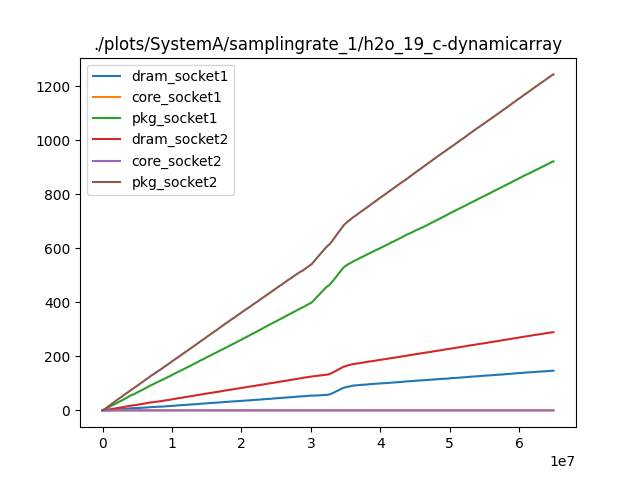 ./plots/SystemA/samplingrate_1/h2o_19_c-dynamicarray
dram_socket1
core_socket1
pkg_socket1
dram_socket2
core_socket2
pkg_socket2
1200
1000
800
600
400
200
0
0 1 2 3 4 5 6
1e7